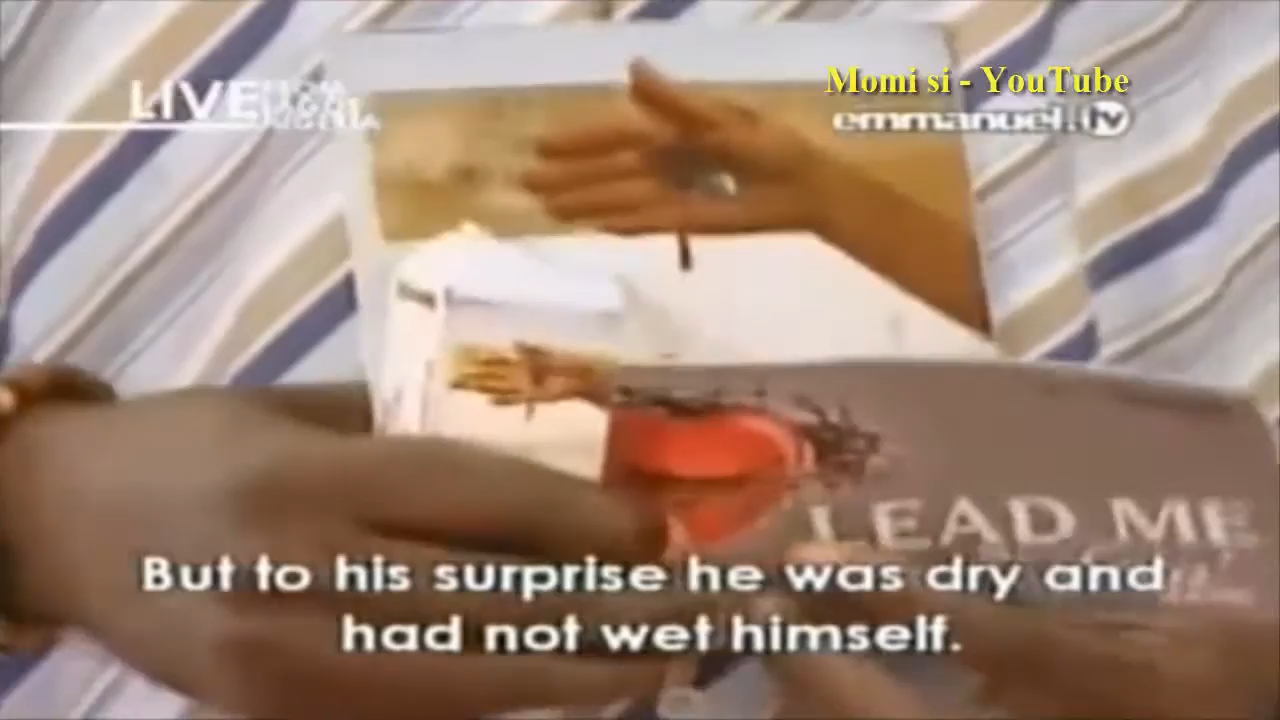 Momi si - YouTube
LIVE
emmanuel.tv
LEAD ME
But to his surprise he was dry and
had not wet himself.